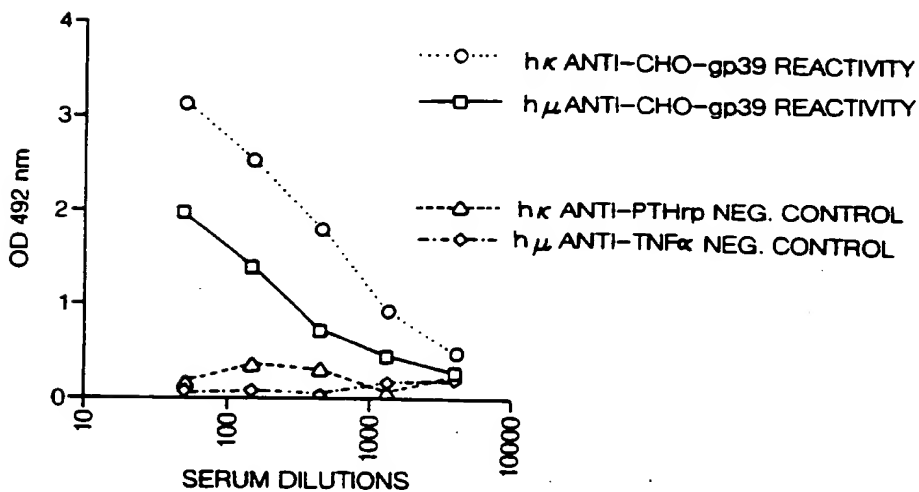 4
3
2
1
0
OD 492 nm
10
100
1000
10000
SERUM DILUTIONS
hκ ANTI-CHO-gp39 REACTIVITY
hμ ANTI-CHO-gp39 REACTIVITY
hκ ANTI-PTHrp NEG. CONTROL
hμ ANTI-TNFα NEG. CONTROL